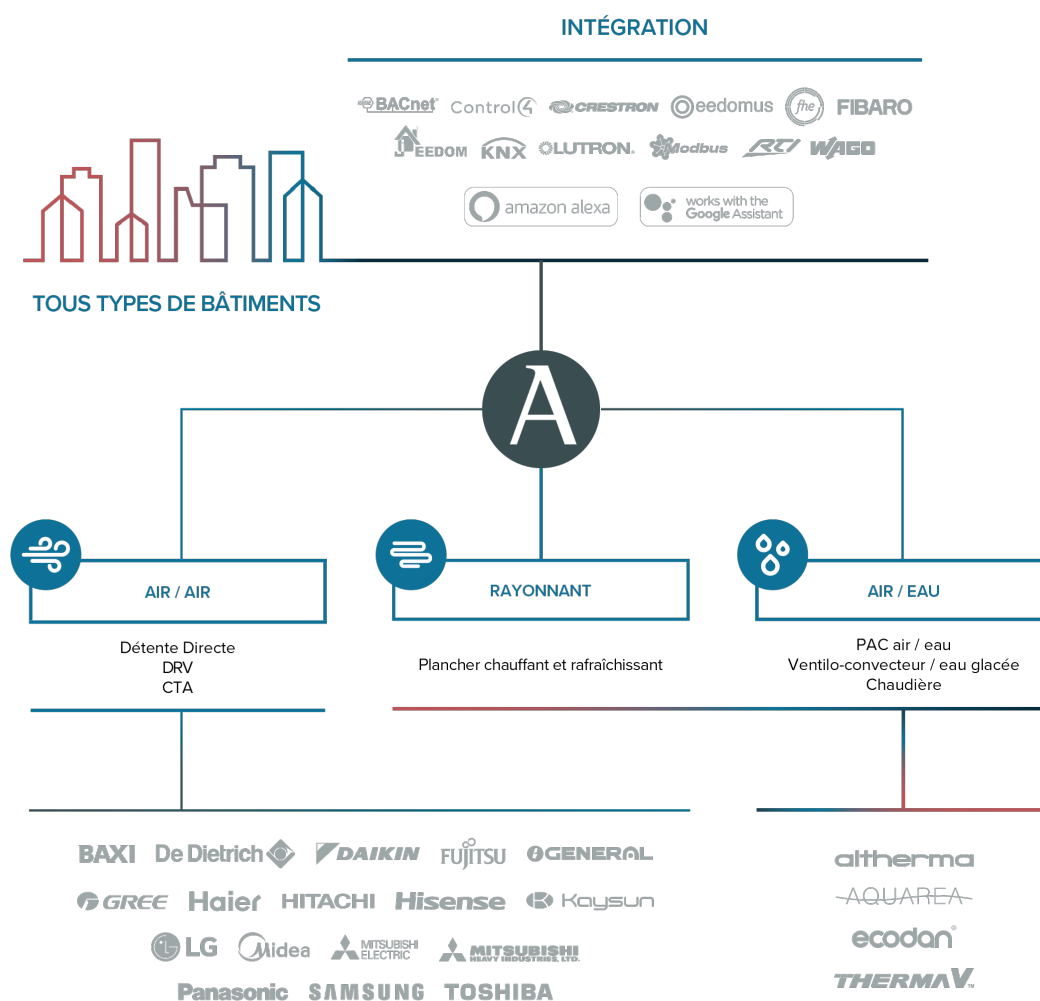 INTÉGRATION
BACnet Control4 CRESTRON eedomus fhe FIBARO
JEEDOM KNX LUTRON. Modbus RTI WAGO
amazon alexa
works with the
Google Assistant
TOUS TYPES DE BÂTIMENTS
A
AIR / AIR
RAYONNANT
AIR / EAU
Détente Directe
DRV
CTA
Plancher chauffant et rafraîchissant
PAC air / eau
Ventilo-convecteur / eau glacée
Chaudière
BAXI De Dietrich DAIKIN FUJITSU GENERAL
GREE Haier HITACHI Hisense Kaysun
LG Midea MITSUBISHI ELECTRIC MITSUBISHI HEAVY INDUSTRIES, LTD.
Panasonic SAMSUNG TOSHIBA
altherma
AQUAREA
ecodan®
THERMA V™